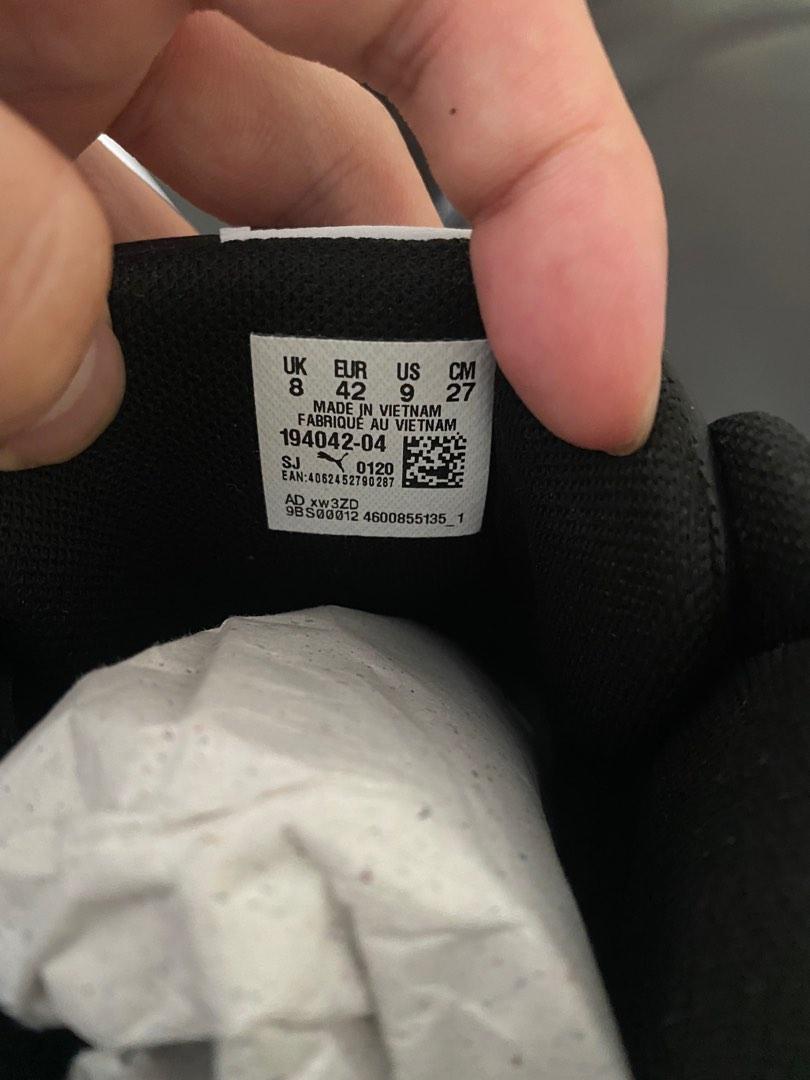 UK EUR US CM
8 42 9 27
MADE IN VIETNAM
FABRIQUÉ AU VIETNAM
194042-04
SJ 0120
EAN:4062452790287
AD xw3ZD
9BS00012 4600855135_1